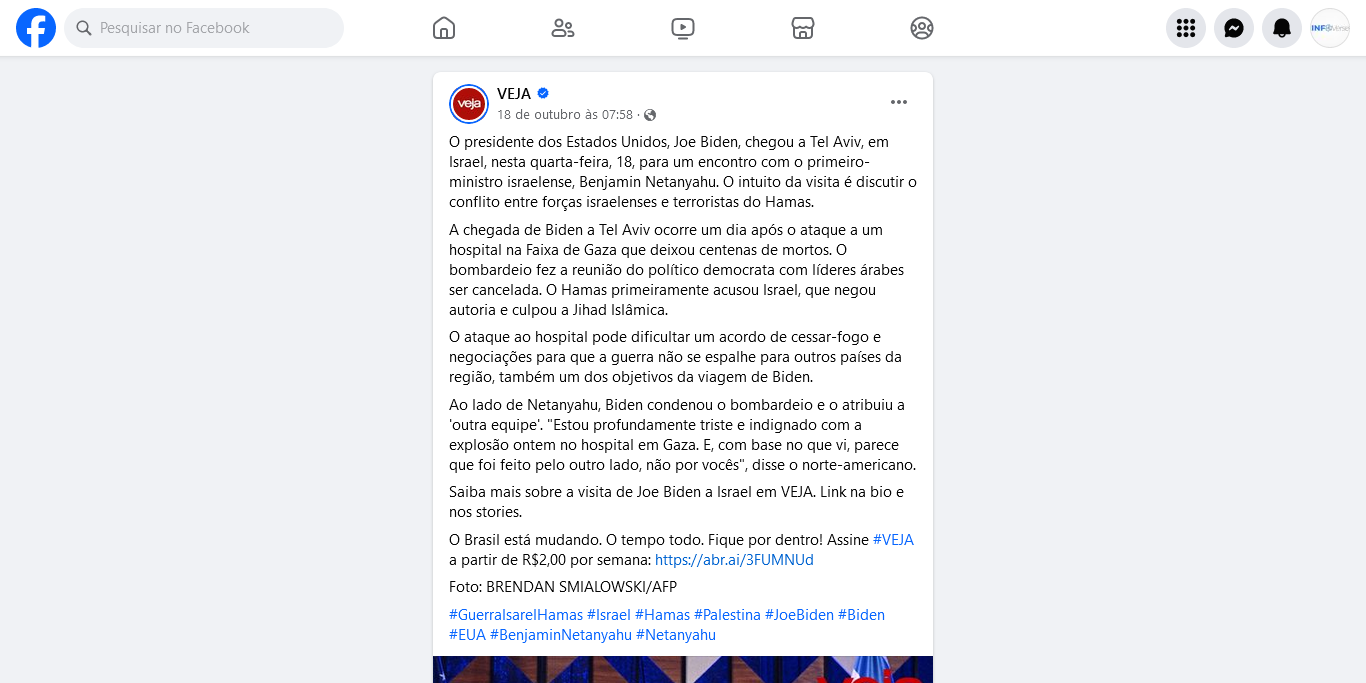 Pesquisar no Facebook
INFOVerse
veja
VEJA
18 de outubro às 07:58 ·
O presidente dos Estados Unidos, Joe Biden, chegou a Tel Aviv, em
Israel, nesta quarta-feira, 18, para um encontro com o primeiro-
ministro israelense, Benjamin Netanyahu. O intuito da visita é discutir o
conflito entre forças israelenses e terroristas do Hamas.
A chegada de Biden a Tel Aviv ocorre um dia após o ataque a um
hospital na Faixa de Gaza que deixou centenas de mortos. O
bombardeio fez a reunião do político democrata com líderes árabes
ser cancelada. O Hamas primeiramente acusou Israel, que negou
autoria e culpou a Jihad Islâmica.
O ataque ao hospital pode dificultar um acordo de cessar-fogo e
negociações para que a guerra não se espalhe para outros países da
região, também um dos objetivos da viagem de Biden.
Ao lado de Netanyahu, Biden condenou o bombardeio e o atribuiu a
'outra equipe'. "Estou profundamente triste e indignado com a
explosão ontem no hospital em Gaza. E, com base no que vi, parece
que foi feito pelo outro lado, não por vocês", disse o norte-americano.
Saiba mais sobre a visita de Joe Biden a Israel em VEJA. Link na bio e
nos stories.
O Brasil está mudando. O tempo todo. Fique por dentro! Assine #VEJA
a partir de R$2,00 por semana: https://abr.ai/3FUMNUd
Foto: BRENDAN SMIALOWSKI/AFP
#GuerraIsarelHamas #Israel #Hamas #Palestina #JoeBiden #Biden
#EUA #BenjaminNetanyahu #Netanyahu
veja